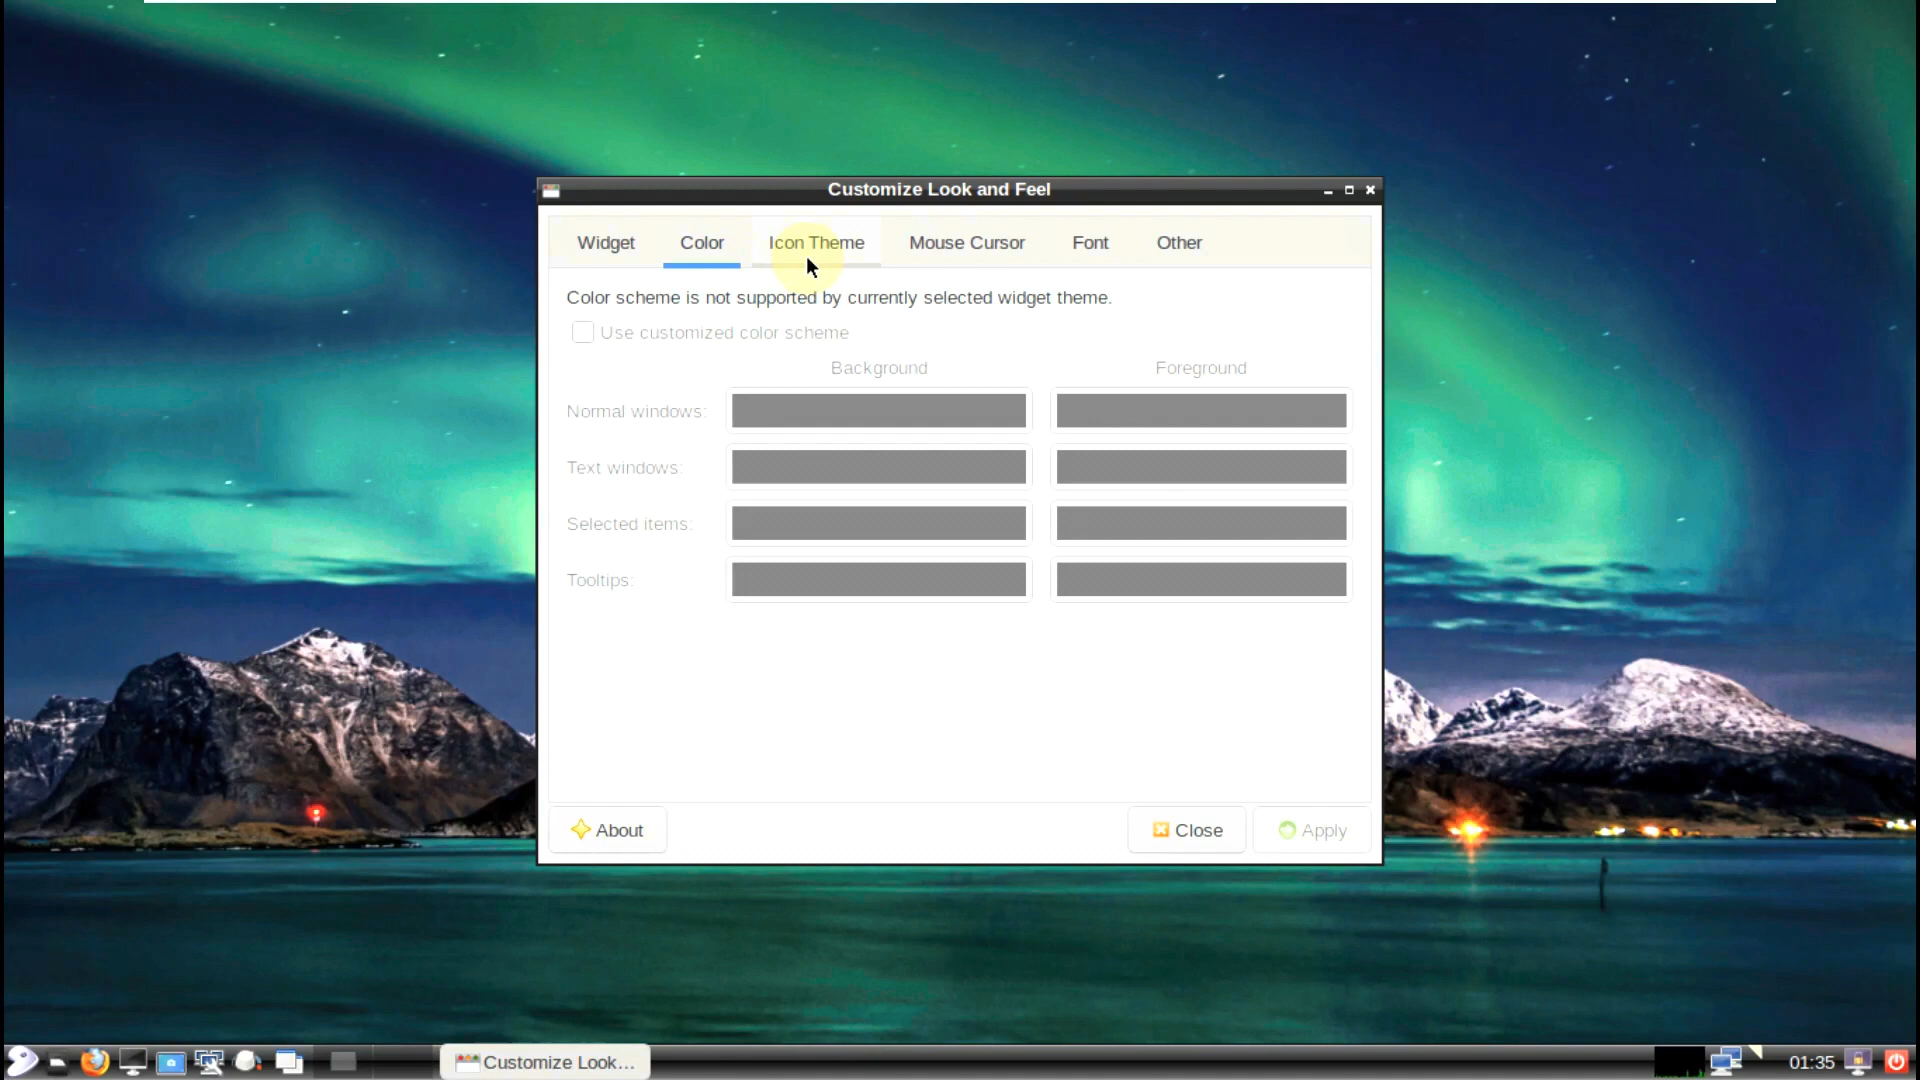 Customize Look and Feel
Widget Color Icon Theme Mouse Cursor Font Other
Color scheme is not supported by currently selected widget theme.
Use customized color scheme
Background Foreground
Normal windows:
Text windows:
Selected items:
Tooltips:
About Close Apply
Customize Look... 01:35